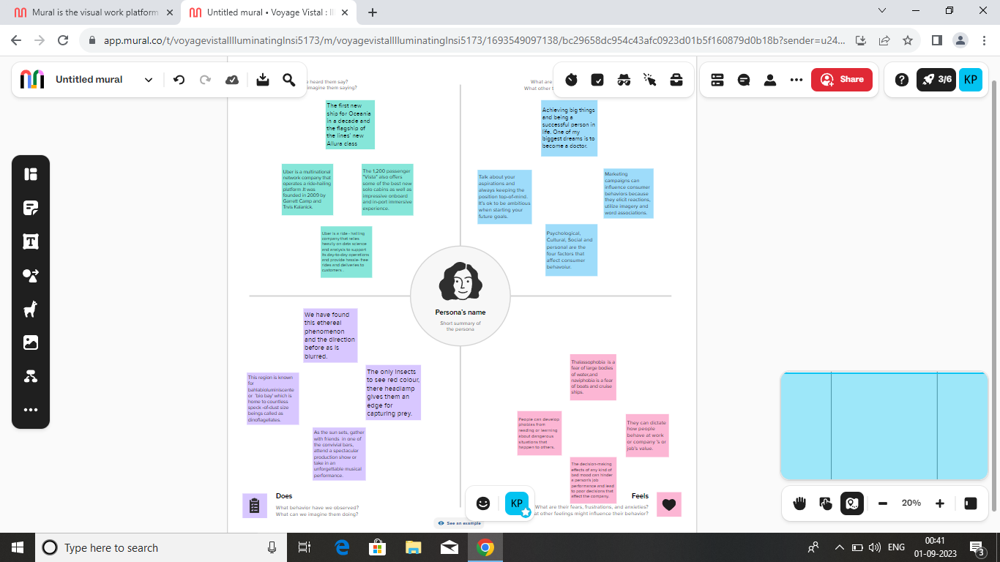 Mural is the visual work platform
Untitled mural • Voyage Vistal : Ill
app.mural.co/t/voyagevistalIlluminatingInsi5173/m/voyagevistalIlluminatingInsi5173/1693549097138/bc29658dc954c43afc0923d01b5f160879d0b18b?sender=u24...
Untitled mural
Share
3/6
KP
heard them say?
imagine them saying?
What are
What other t
The first new
ship for Oceania
in a decade and
the flagship of
the lines' new
Allura class
Uber is a multinational
network company that
operates a ride-hailing
platform .It was
founded in 2009 by
Garrett Camp and
Trvis Kalanick.
The 1,200 passenger
"Vista" also offers
some of the best new
solo cabins as well as
impressive onboard
and in-port immersive
experience.
Uber is a ride - hailing
company that relies
heavily on data science
and analysis to support
its day-to-day operations
and provide hassle- free
rides and deliveries to
customers .
Achieving big things
and being a
successful person in
life. One of my
biggest dreams is to
become a doctor.
Talk about your
aspirations and
always keeping the
position top-of-mind.
It's ok to be ambitious
when starting your
future goals.
Marketing
campaigns can
influence consumer
behaviors because
they elicit reactions,
utilize imagery and
word associations.
Psychological,
Cultural, Social and
personal are the
four factors that
affect consumer
behavoiur.
Persona's name
Short summary of
the persona
We have found
this ethereal
phenomenon
and the direction
before as is
blurred.
This region is known
for
bahiabioluminiscente
or 'bio bay' which is
home to countless
speck -of-dust size
beings called as
dinoflagellates.
The only insects
to see red colour,
there headlamp
gives them an
edge for
capturing prey.
As the sun sets, gather
with friends in one of
the convivial bars,
attend a spectacular
production show or
take in an
unforgettable musical
performance.
Thalassophobia is a
fear of large bodies
of water,and
naviphobia is a fear
of boats and cruise
ships.
People can develop
phobias from
reading or learning
about dangerous
situations that
happen to others.
They can dictate
how people
behave at work
or company 's or
job's value.
The decision-making
effects of any kind of
bad mood can hinder
a person's job
performance and lead
to poor decisions that
affect the company.
Does
What behavior have we observed?
What can we imagine them doing?
KP
Feels
What are their fears, frustrations, and anxieties?
at other feelings might influence their behavior?
See an example
20%
Type here to search
ENG
00:41
01-09-2023
3